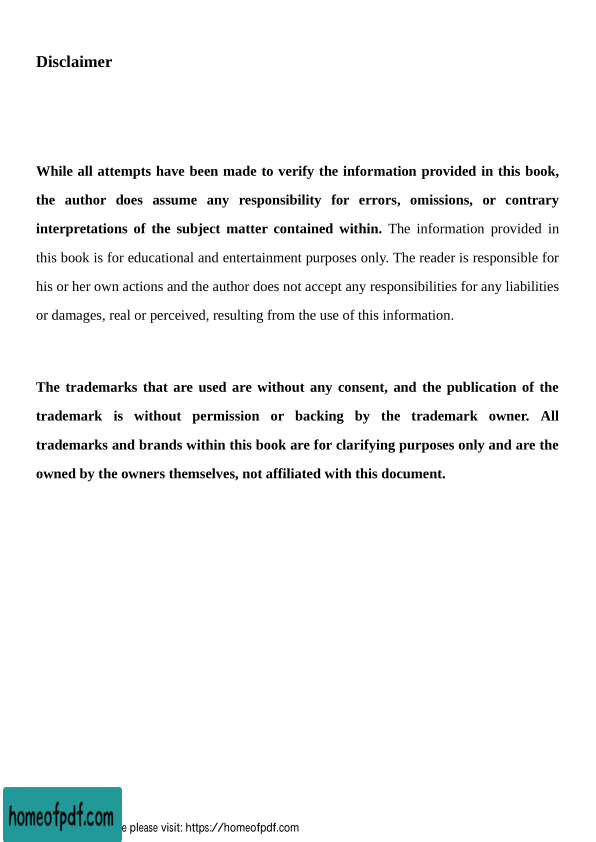 Disclaimer
While all attempts have been made to verify the information provided in this book,
the author does assume any responsibility for errors, omissions, or contrary
interpretations of the subject matter contained within. The information provided in
this book is for educational and entertainment purposes only. The reader is responsible for
his or her own actions and the author does not accept any responsibilities for any liabilities
or damages, real or perceived, resulting from the use of this information.
The trademarks that are used are without any consent, and the publication of the
trademark is without permission or backing by the trademark owner. All
trademarks and brands within this book are for clarifying purposes only and are the
owned by the owners themselves, not affiliated with this document.
homeofpdf.com
e please visit: https://homeofpdf.com